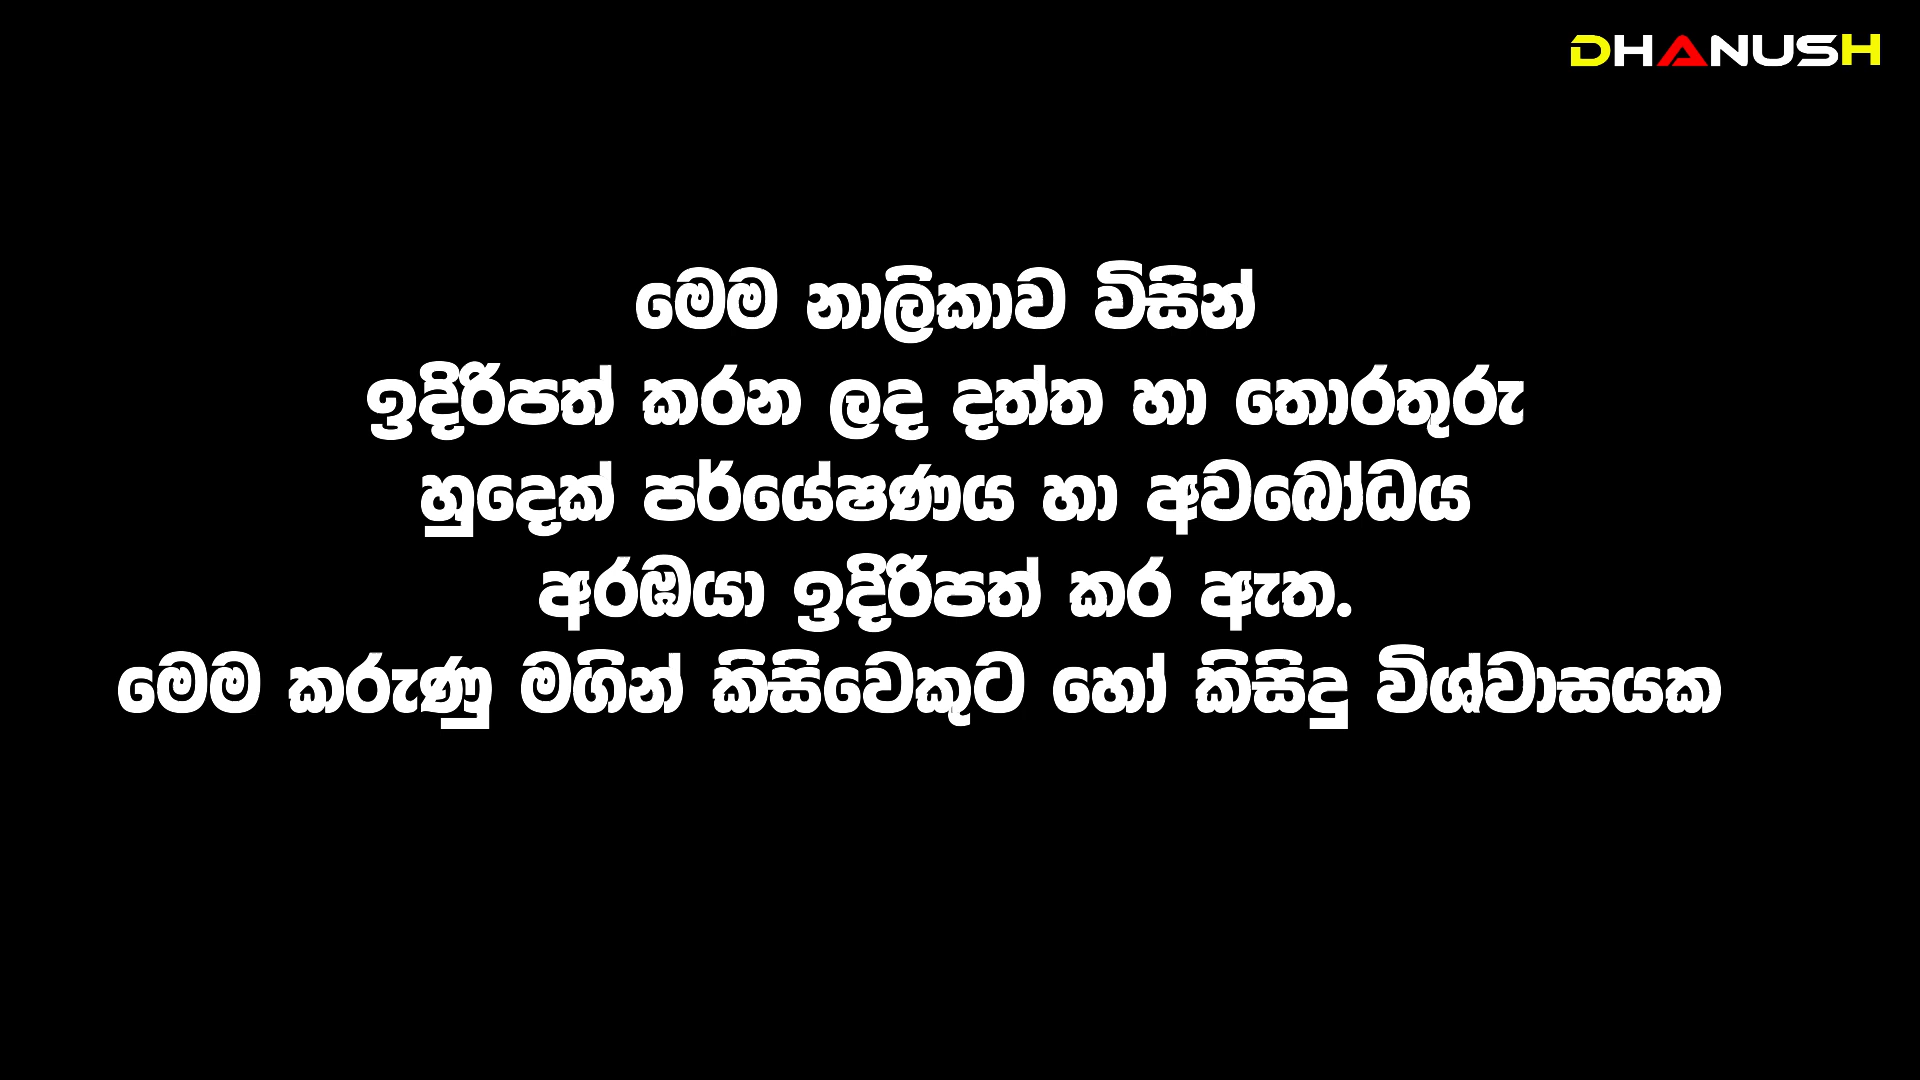 DHANUSH
මෙම නාලිකාව විසින්
ඉදිරිපත් කරන ලද දත්ත හා තොරතුරු
හුදෙක් පර්යේෂණය හා අවබෝධය
අරඹයා ඉදිරිපත් කර ඇත.
මෙම කරුණු මගින් කිසිවෙකුට හෝ කිසිදු විශ්වාසයක